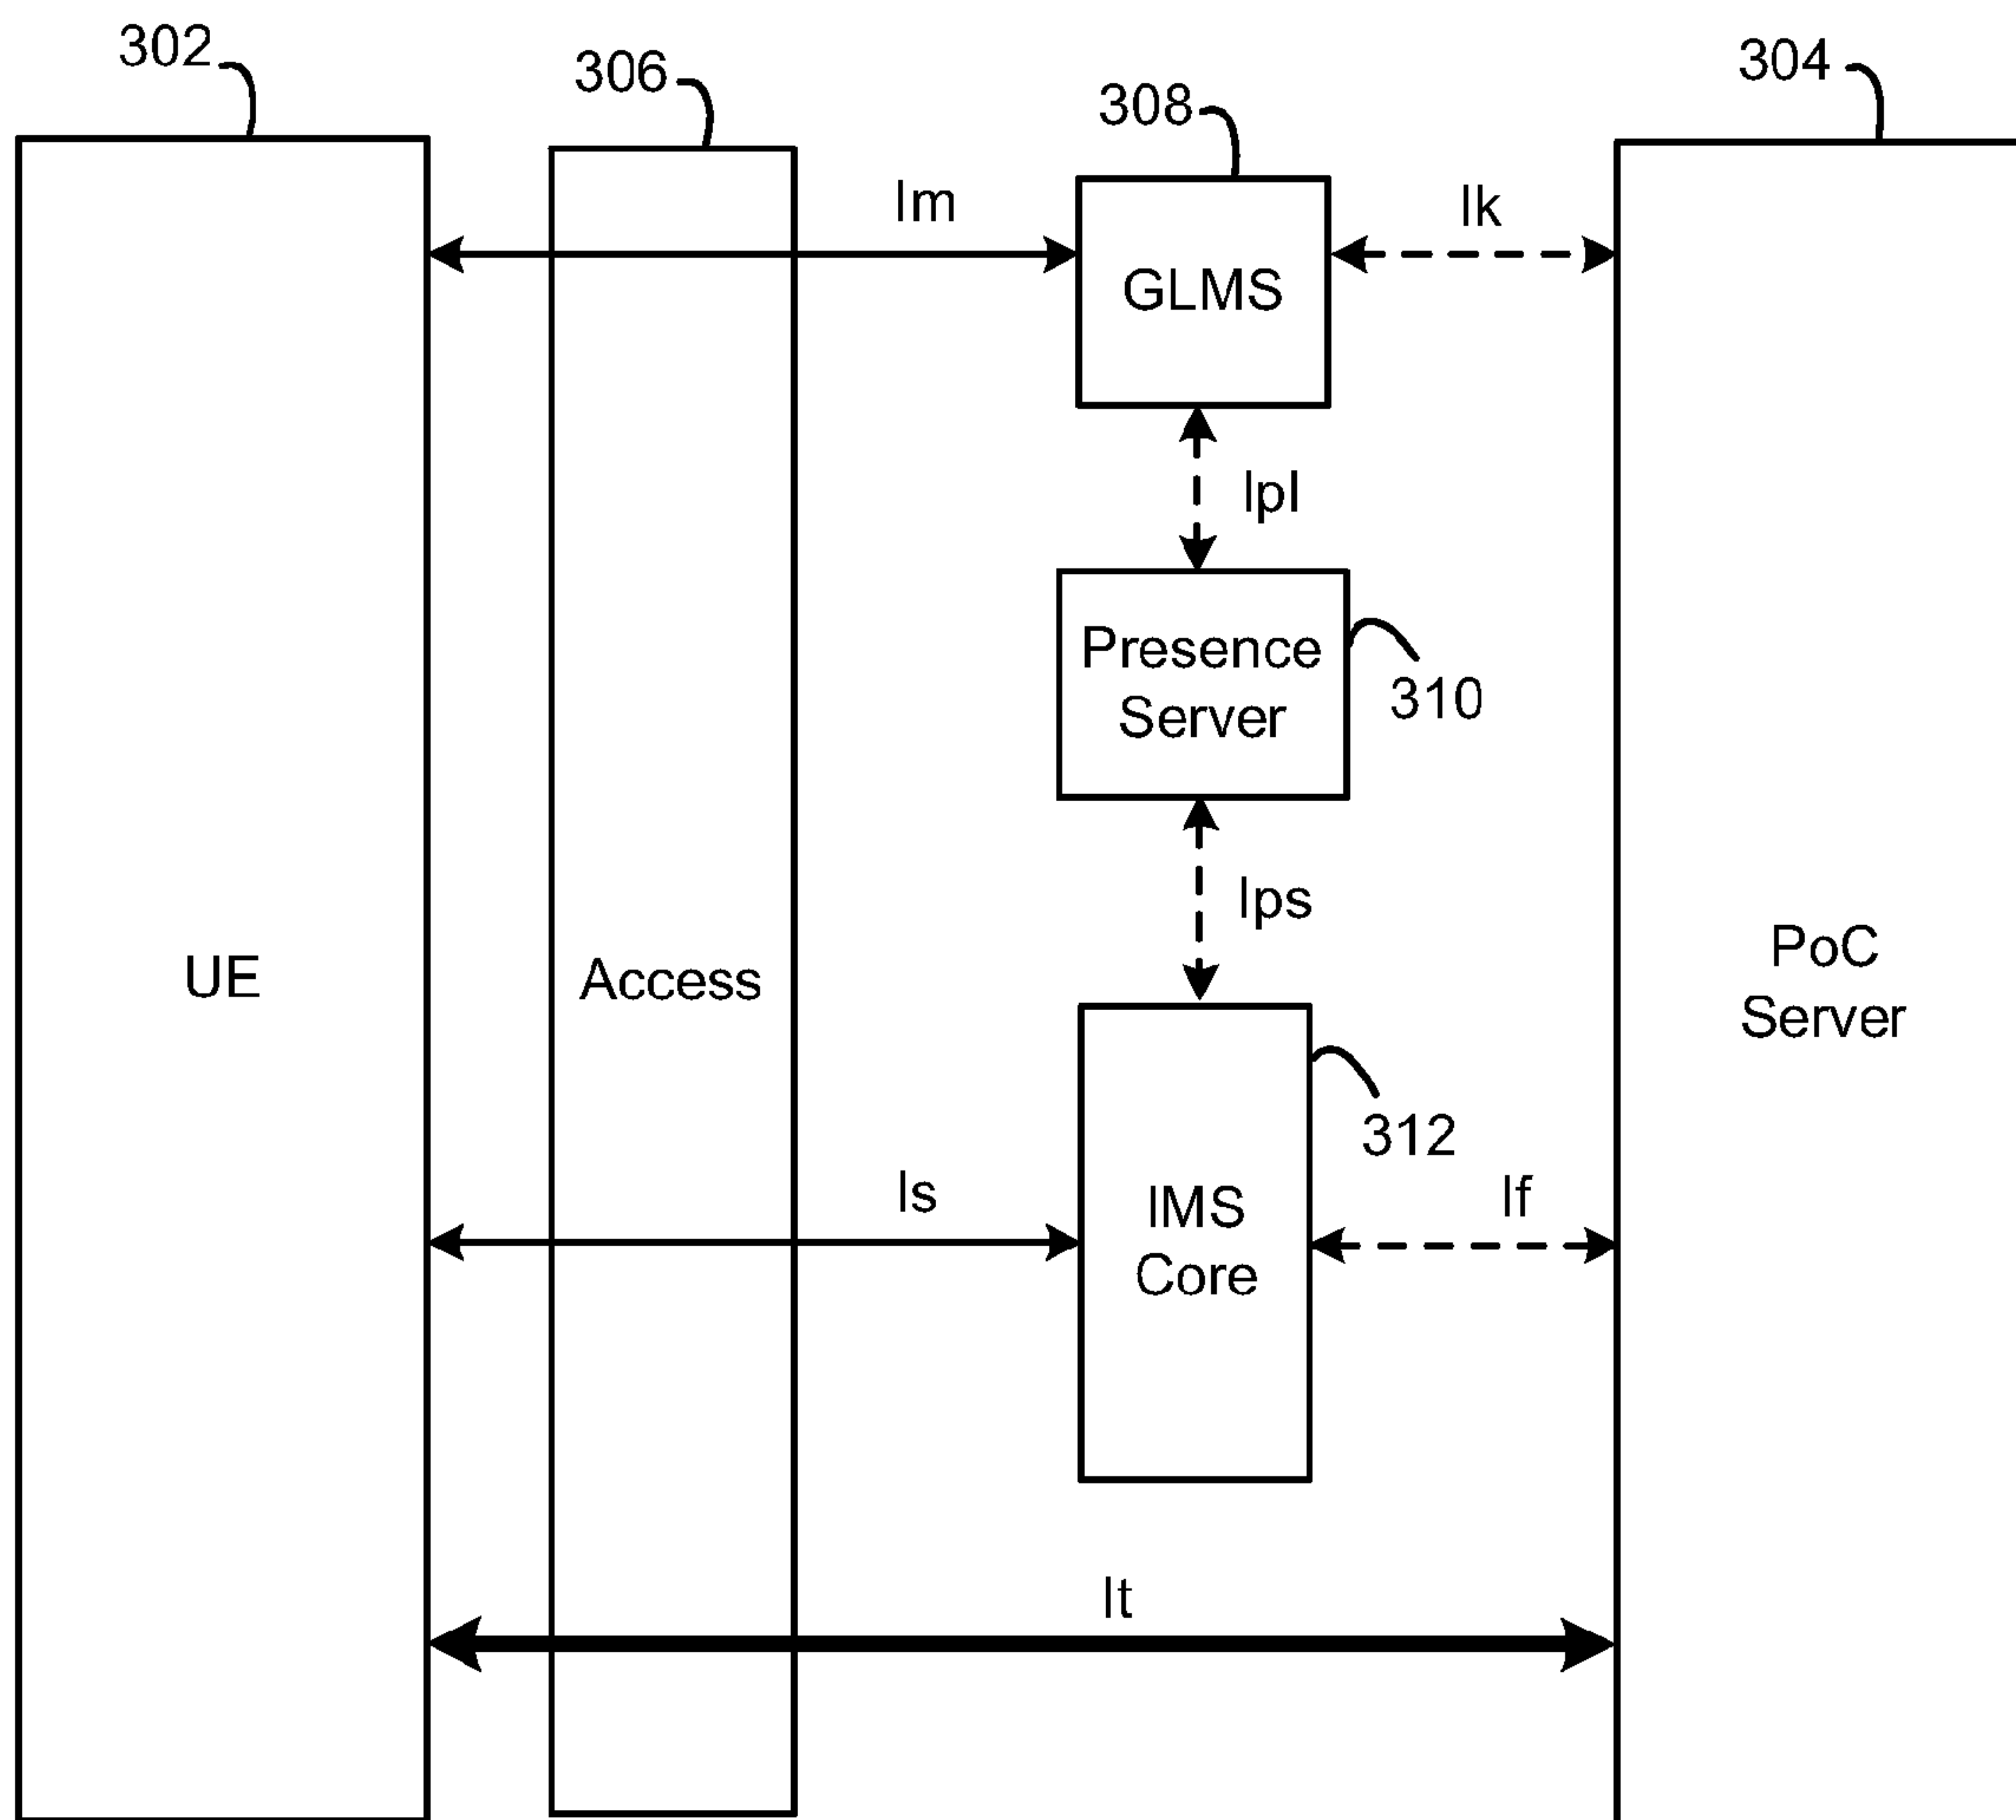 302
306
308
304
Im
Ik
GLMS
Ipl
Presence
Server
310
Ips
UE
Access
PoC
Server
312
Is
IMS
Core
If
It